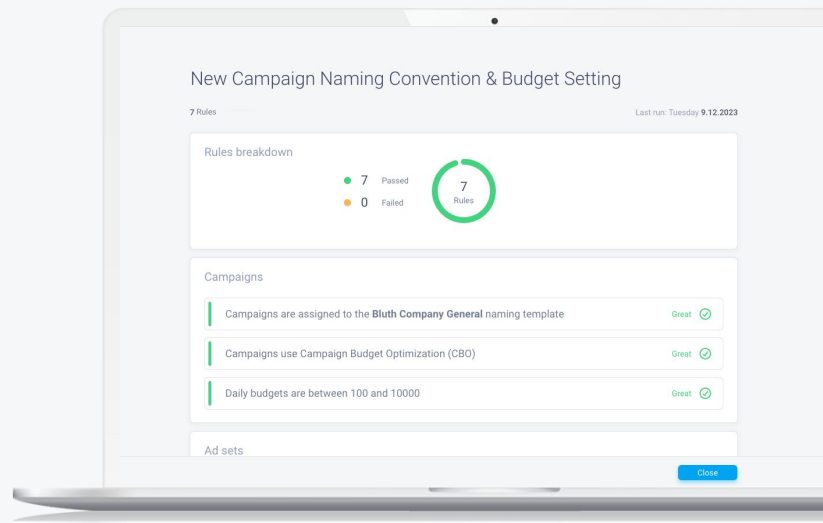 New Campaign Naming Convention & Budget Setting
7 Rules
Last run: Tuesday 9.12.2023
Rules breakdown
7 Passed
0 Failed
7
Rules
Campaigns
Campaigns are assigned to the Bluth Company General naming template
Great
Campaigns use Campaign Budget Optimization (CBO)
Great
Daily budgets are between 100 and 10000
Great
Ad sets
Close